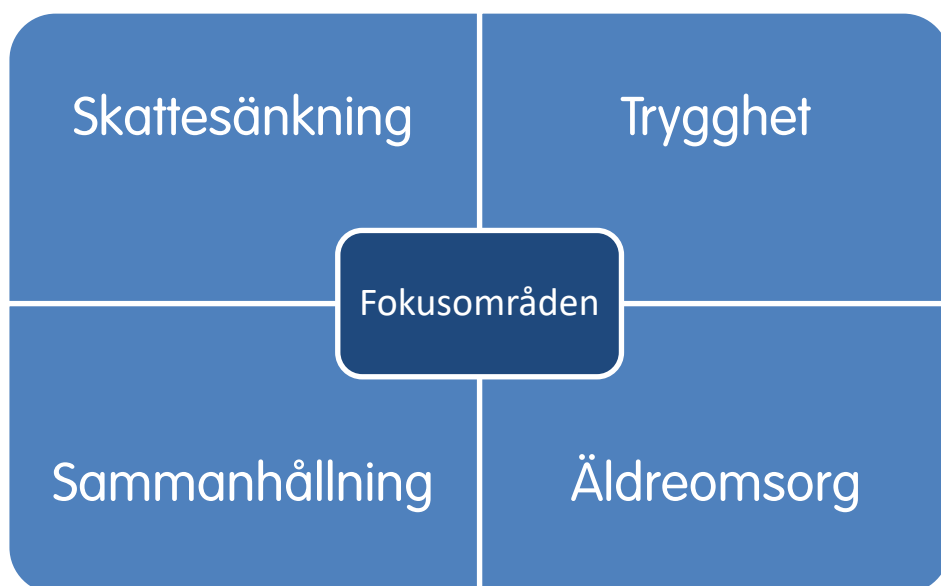 Skattesänkning
Trygghet
Fokusområden
Sammanhållning
Äldreomsorg